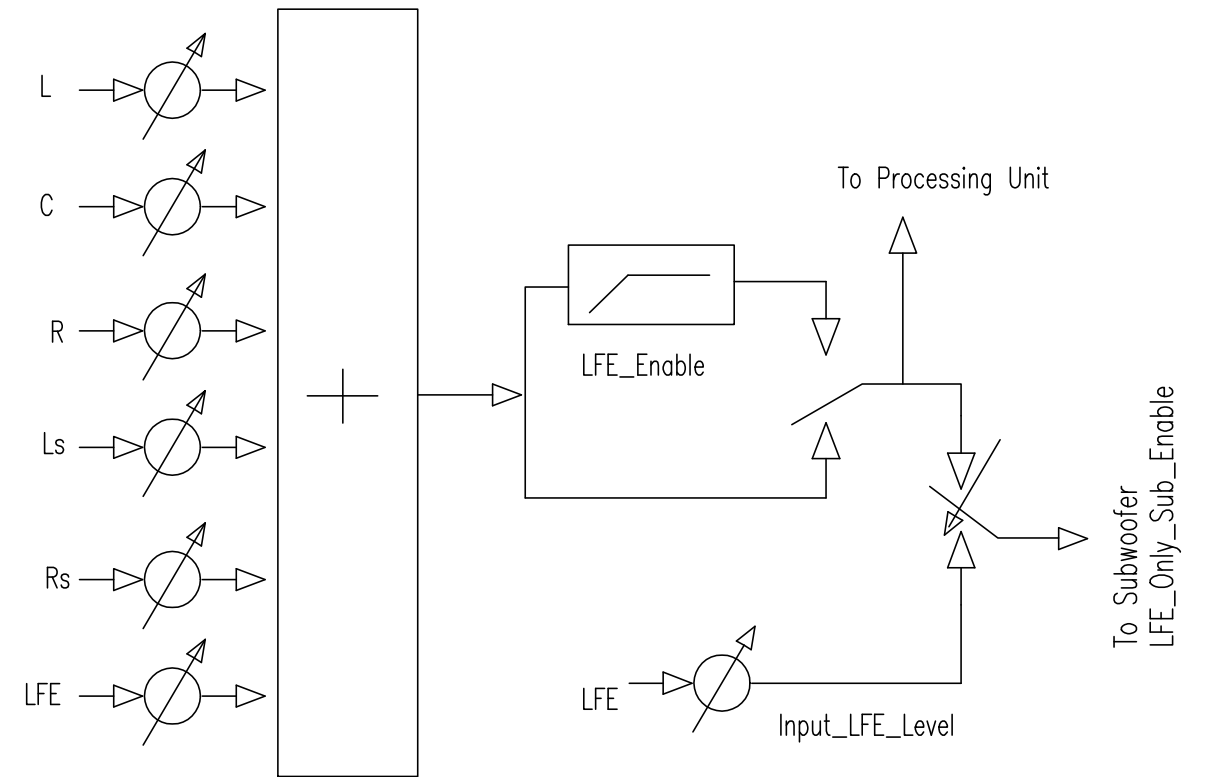 L
C
R
Ls
Rs
LFE
To Processing Unit
LFE_Enable
LFE
Input_LFE_Level
To Subwoofer
LFE_Only_Sub_Enable